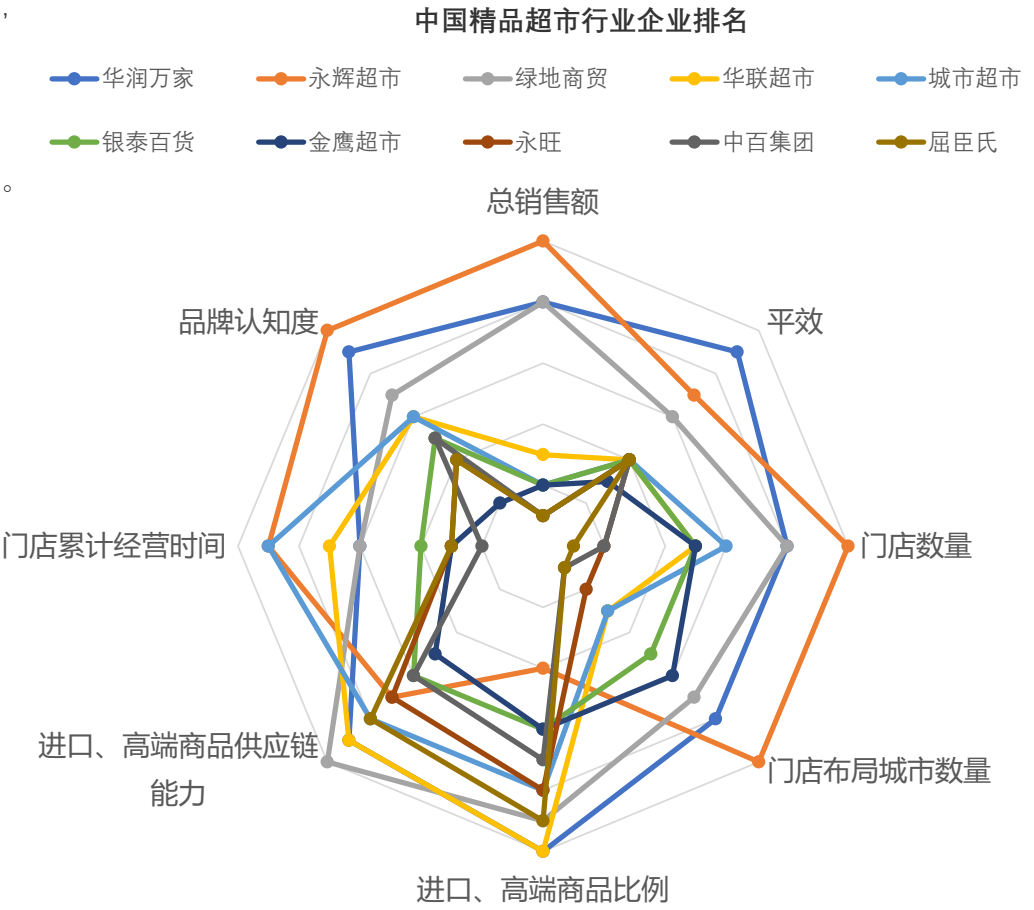 ,
中国精品超市行业企业排名
华润万家 永辉超市 绿地商贸 华联超市 城市超市
银泰百货 金鹰超市 永旺 中百集团 屈臣氏
。
总销售额
品牌认知度
平效
门店累计经营时间
门店数量
进口、高端商品供应链
能力
门店布局城市数量
进口、高端商品比例